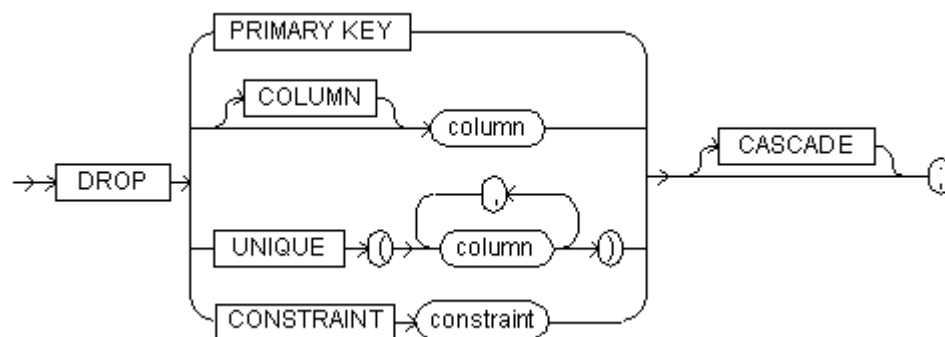 PRIMARY KEY
COLUMN
column
CASCADE
DROP
;
,
UNIQUE
(
column
)
CONSTRAINT
constraint